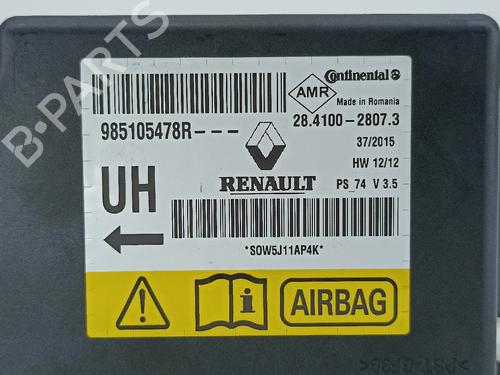 B-PARTS
Continental
AMR
Made in Romania
985105478R---
28.4100-2807.3
37/2015
HW 12/12
UH
RENAULT
PS_74 V 3.5
*S0W5J11AP4K*
AIRBAG